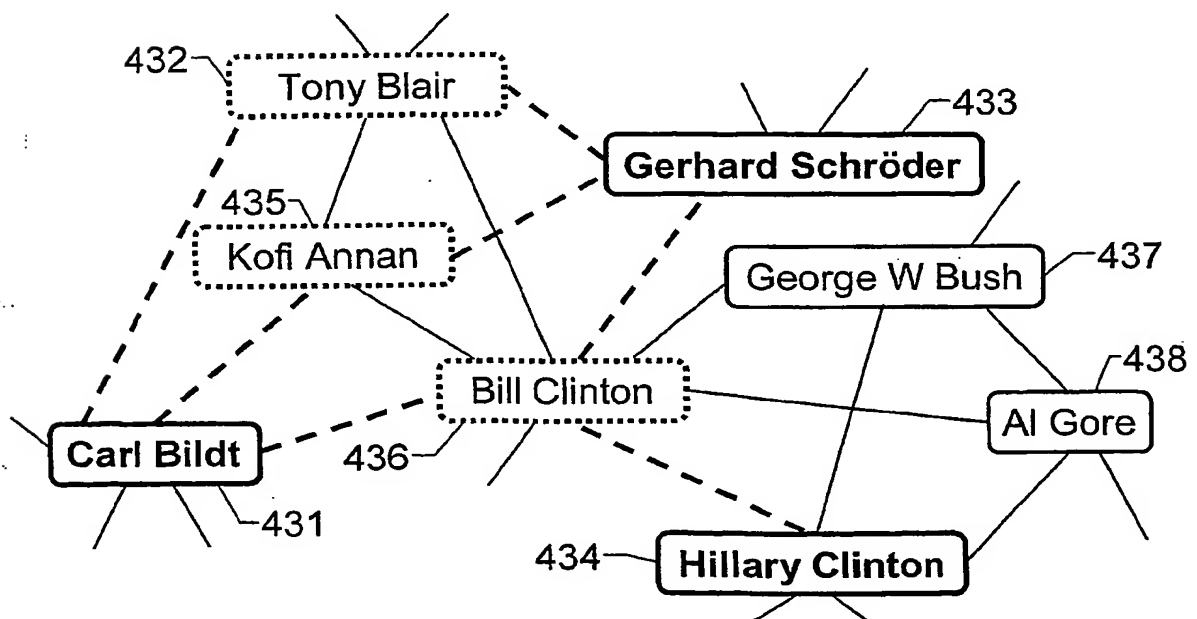 432
Tony Blair
433
Gerhard Schröder
435
Kofi Annan
George W Bush
437
438
Bill Clinton
Al Gore
Carl Bildt
436
431
434
Hillary Clinton